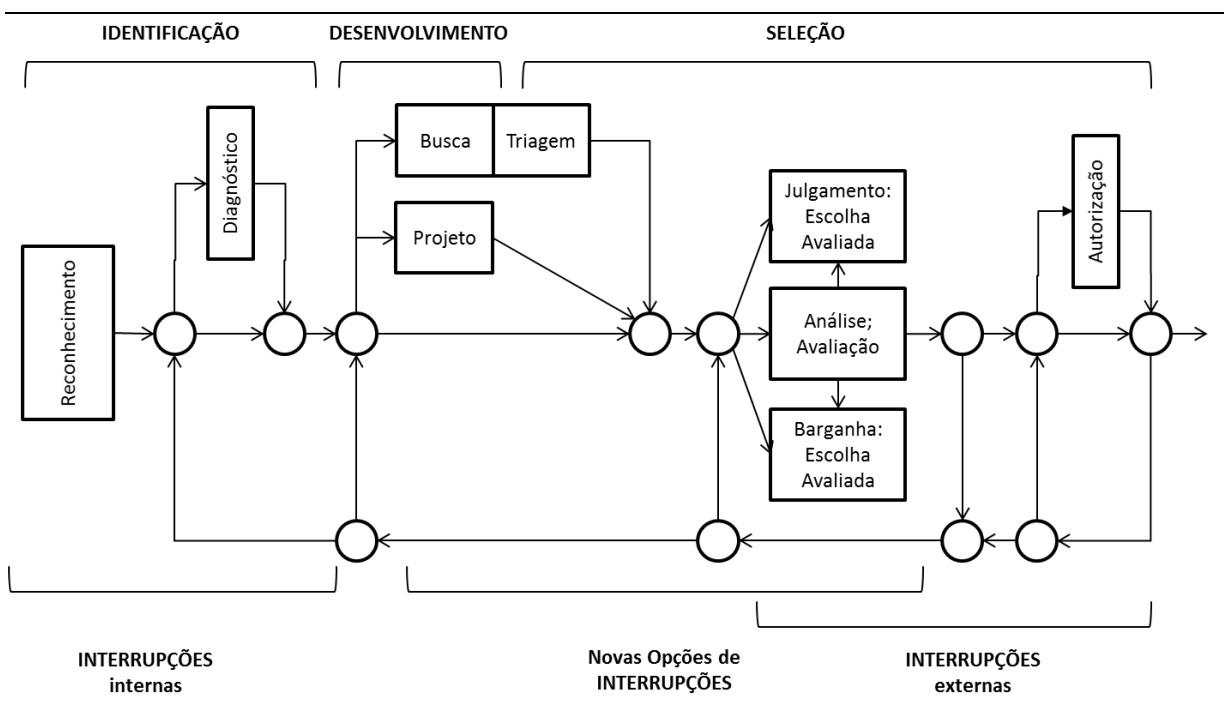 IDENTIFICAÇÃO
DESENVOLVIMENTO
SELEÇÃO
Reconhecimento
Diagnóstico
Busca
Triagem
Projeto
Julgamento:
Escolha
Avaliada
Análise;
Avaliação
Barganha:
Escolha
Avaliada
Autorização
INTERRUPÇÕES
internas
Novas Opções de
INTERRUPÇÕES
INTERRUPÇÕES
externas